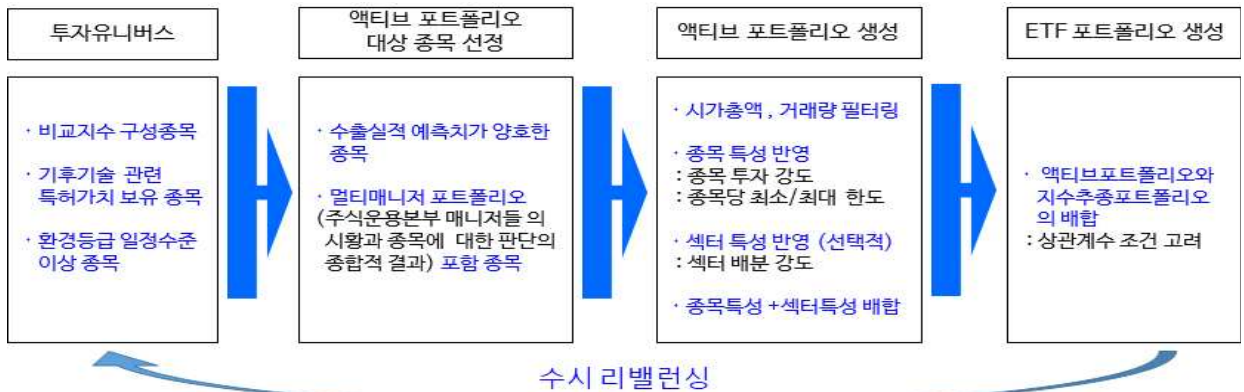 투자유니버스
· 비교지수 구성종목
· 기후기술 관련
특허가치 보유 종목
· 환경등급 일정수준
이상 종목
액티브 포트폴리오
대상 종목 선정
· 수출실적 예측치가 양호한
종목
· 멀티매니저 포트폴리오
(주식운용본부 매니저들 의
시황과 종목에 대한 판단의
종합적 결과) 포함 종목
액티브 포트폴리오 생성
· 시가총액 , 거래량 필터링
· 종목 특성 반영
: 종목 투자 강도
: 종목당 최소/최대 한도
· 섹터 특성 반영 (선택적)
: 섹터 배분 강도
· 종목특성 +섹터특성 배합
ETF 포트폴리오 생성
· 액티브포트폴리오와
지수추종포트폴리오
의 배합
: 상관계수 조건 고려
수시 리밸런싱